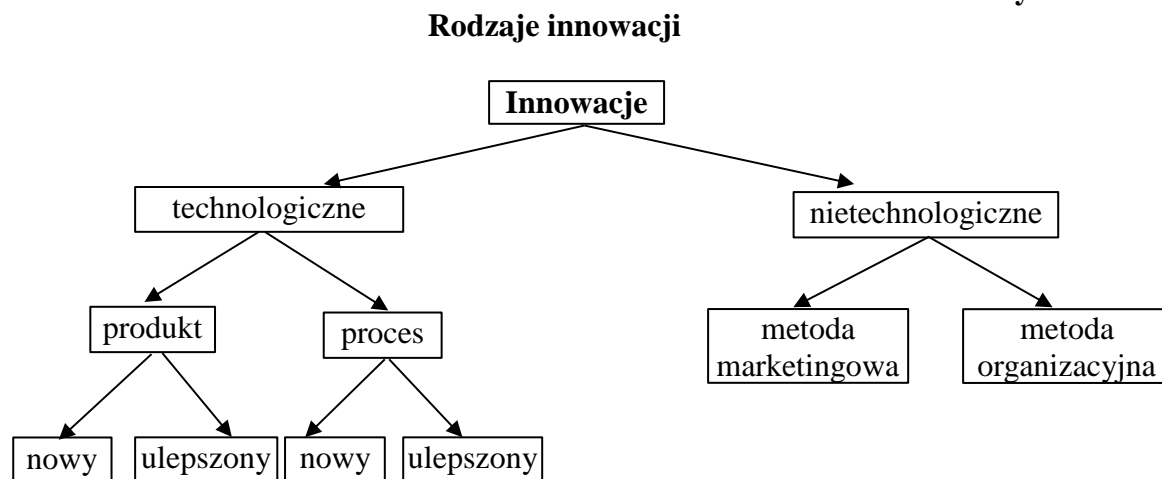 Rodzaje innowacji
Innowacje
technologiczne
nietechnologiczne
produkt
proces
metoda
marketingowa
metoda
organizacyjna
nowy
ulepszony
nowy
ulepszony